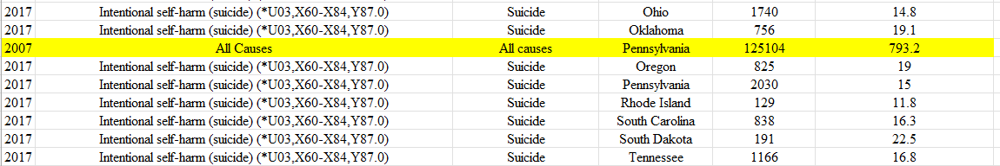 2017 Intentional self-harm (suicide) (*U03,X60-X84,Y87.0) Suicide Ohio 1740 14.8
2017 Intentional self-harm (suicide) (*U03,X60-X84,Y87.0) Suicide Oklahoma 756 19.1
2007 All Causes All causes Pennsylvania 125104 793.2
2017 Intentional self-harm (suicide) (*U03,X60-X84,Y87.0) Suicide Oregon 825 19
2017 Intentional self-harm (suicide) (*U03,X60-X84,Y87.0) Suicide Pennsylvania 2030 15
2017 Intentional self-harm (suicide) (*U03,X60-X84,Y87.0) Suicide Rhode Island 129 11.8
2017 Intentional self-harm (suicide) (*U03,X60-X84,Y87.0) Suicide South Carolina 838 16.3
2017 Intentional self-harm (suicide) (*U03,X60-X84,Y87.0) Suicide South Dakota 191 22.5
2017 Intentional self-harm (suicide) (*U03,X60-X84,Y87.0) Suicide Tennessee 1166 16.8